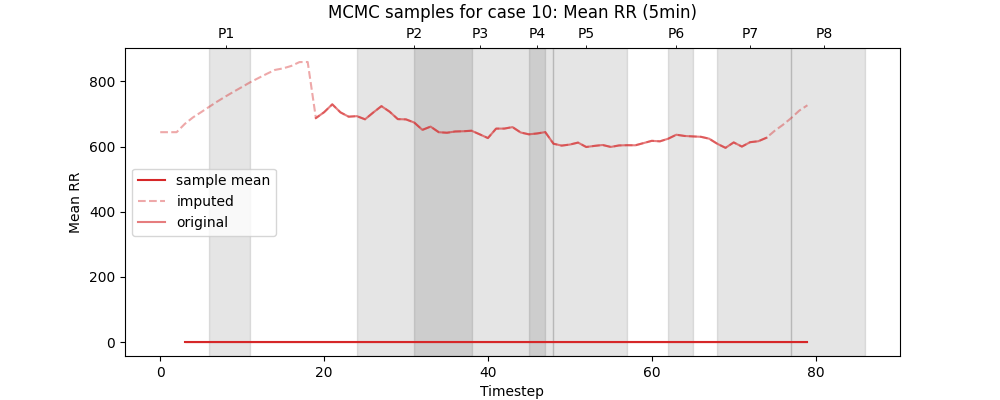 MCMC samples for case 10: Mean RR (5min)
P1 P2 P3 P4 P5 P6 P7 P8
800
600
400
200
0
Mean RR
sample mean
imputed
original
0 20 40 60 80
Timestep